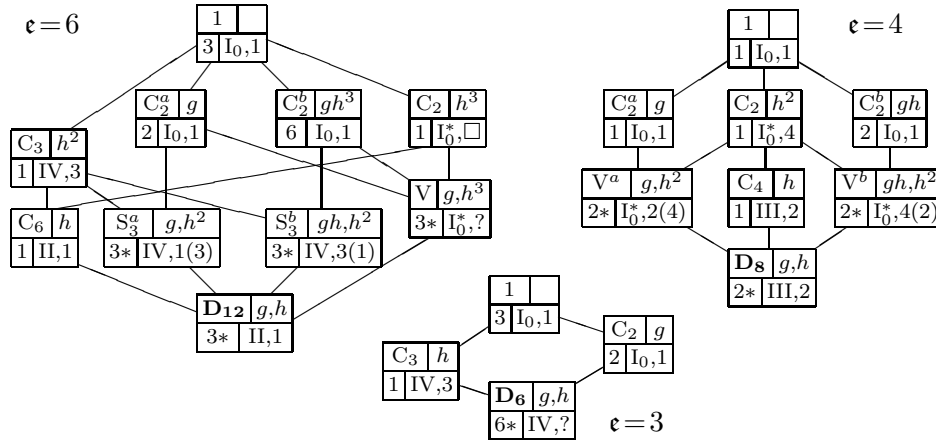 𝔢=6
1
3 I₀,1
C₂ᵃ g
2 I₀,1
C₂ᵇ gh³
6 I₀,1
C₂ h³
1 I₀*,□
C₃ h²
1 IV,3
V g,h³
3* I₀*,?
C₆ h
1 II,1
S₃ᵃ g,h²
3* IV,1(3)
S₃ᵇ gh,h²
3* IV,3(1)
D₁₂ g,h
3* II,1
𝔢=4
1
1 I₀,1
C₂ᵃ g
1 I₀,1
C₂ h²
1 I₀*,4
C₂ᵇ gh
2 I₀,1
Vᵃ g,h²
2* I₀*,2(4)
C₄ h
1 III,2
Vᵇ gh,h²
2* I₀*,4(2)
D₈ g,h
2* III,2
1
3 I₀,1
C₂ g
2 I₀,1
C₃ h
1 IV,3
D₆ g,h
6* IV,?
𝔢=3